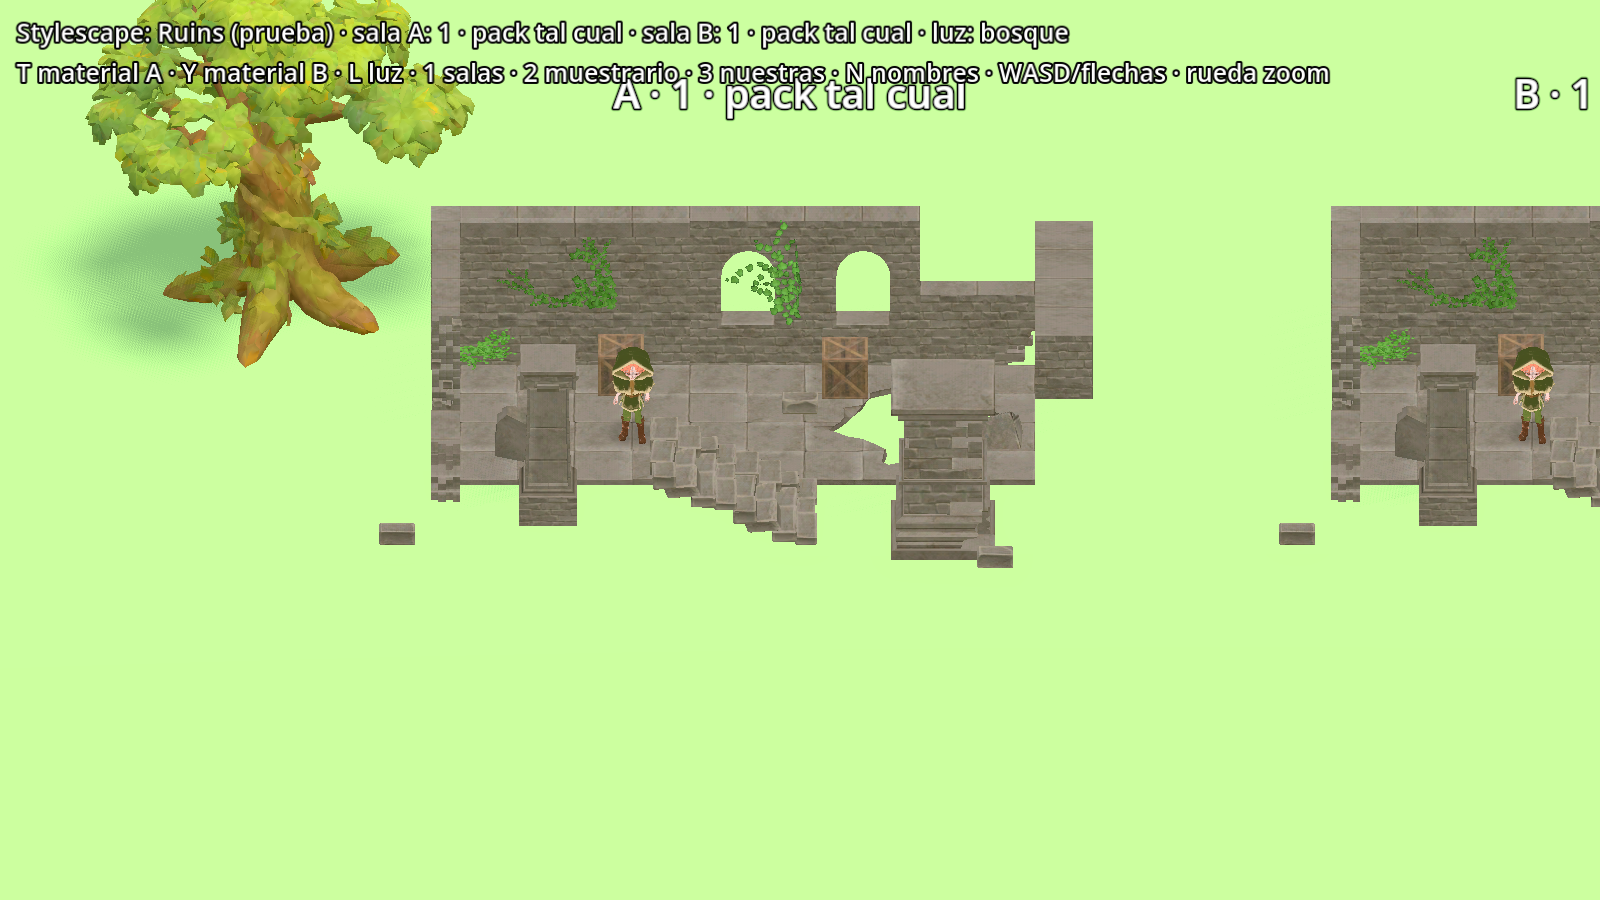 Stylescape: Ruins (prueba) · sala A: 1 · pack tal cual · sala B: 1 · pack tal cual · luz: bosque
T material A · Y material B · L luz · 1 salas · 2 muestrario · 3 nuestras · N nombres · WASD/flechas · rueda zoom
A · 1 · pack tal cual
B · 1